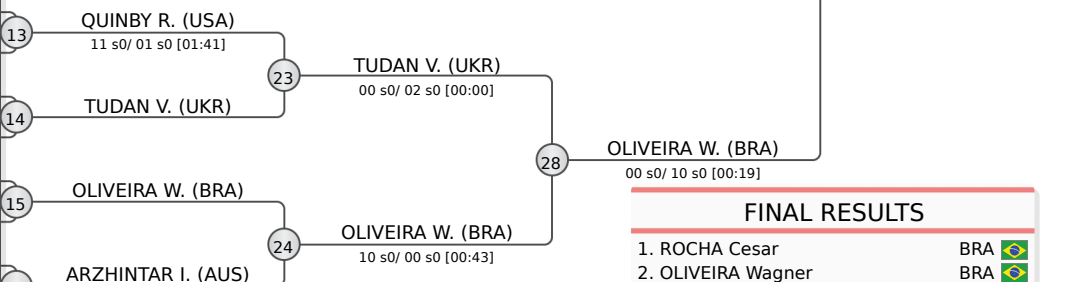 13
QUINBY R. (USA)
11 s0/ 01 s0 [01:41]
23
TUDAN V. (UKR)
00 s0/ 02 s0 [00:00]
14
TUDAN V. (UKR)
28
OLIVEIRA W. (BRA)
00 s0/ 10 s0 [00:19]
15
OLIVEIRA W. (BRA)
24
OLIVEIRA W. (BRA)
10 s0/ 00 s0 [00:43]
ARZHINTAR I. (AUS)
FINAL RESULTS
1. ROCHA Cesar BRA
2. OLIVEIRA Wagner BRA